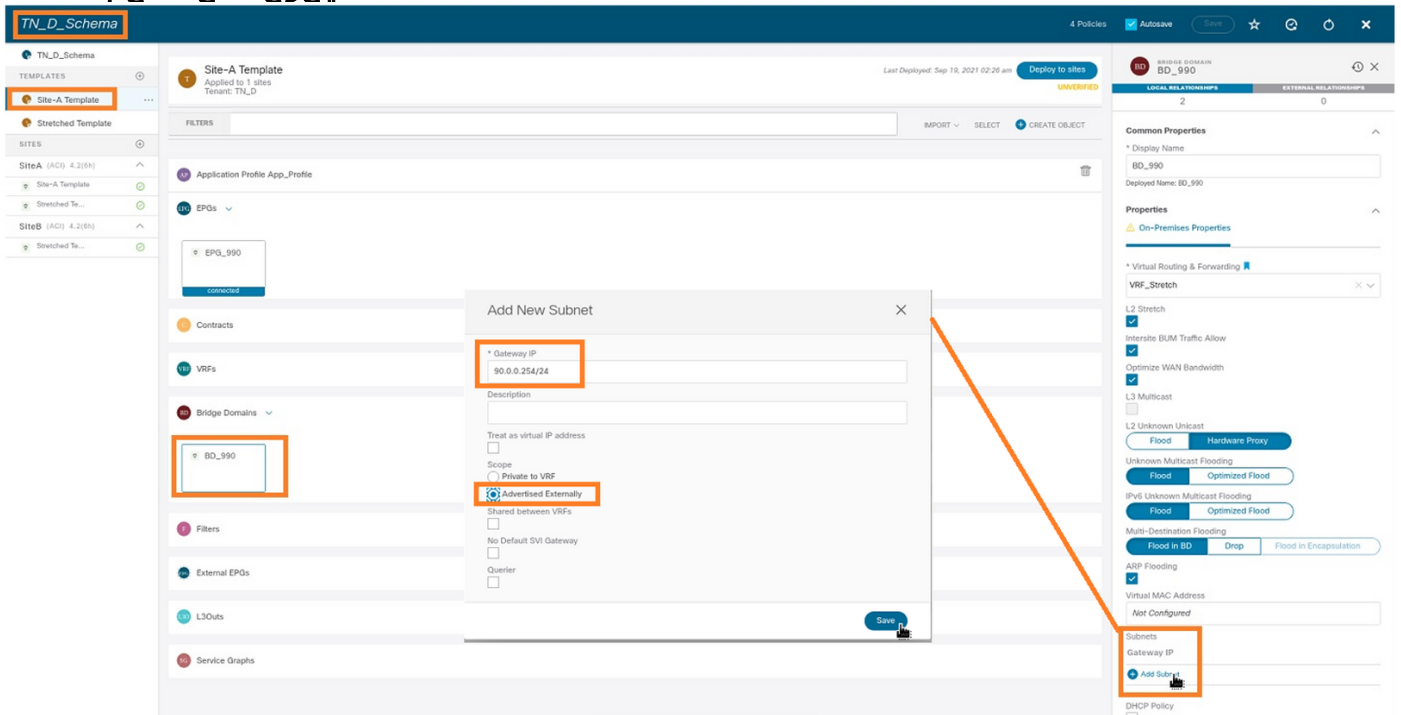 TN_D_Schema
4 Policies
Autosave
Save
TN_D_Schema
TEMPLATES
Site-A Template
...
Stretched Template
SITES
SiteA (ACI) 4.2(6h)
Site-A Template
Stretched Te...
SiteB (ACI) 4.2(6h)
Stretched Te...
T
Site-A Template
Applied to 1 sites
Tenant: TN_D
Last Deployed: Sep 19, 2021 02:26 am
Deploy to sites
UNVERIFIED
FILTERS
IMPORT
SELECT
CREATE OBJECT
AP
Application Profile App_Profile
EPG
EPGs
EPG_990
connected
C
Contracts
VRF
VRFs
BD
Bridge Domains
BD_990
F
Filters
External EPGs
L3O
L3Outs
SG
Service Graphs
Add New Subnet
* Gateway IP
90.0.0.254/24
Description
Treat as virtual IP address
Scope
Private to VRF
Advertised Externally
Shared between VRFs
No Default SVI Gateway
Querier
Save
BD
BRIDGE DOMAIN
BD_990
LOCAL RELATIONSHIPS
EXTERNAL RELATIONSHIPS
2
0
Common Properties
* Display Name
BD_990
Deployed Name: BD_990
Properties
On-Premises Properties
* Virtual Routing & Forwarding
VRF_Stretch
L2 Stretch
Intersite BUM Traffic Allow
Optimize WAN Bandwidth
L3 Multicast
L2 Unknown Unicast
Flood
Hardware Proxy
Unknown Multicast Flooding
Flood
Optimized Flood
IPv6 Unknown Multicast Flooding
Flood
Optimized Flood
Multi-Destination Flooding
Flood in BD
Drop
Flood in Encapsulation
ARP Flooding
Virtual MAC Address
Not Configured
Subnets
Gateway IP
Add Subnet
DHCP Policy